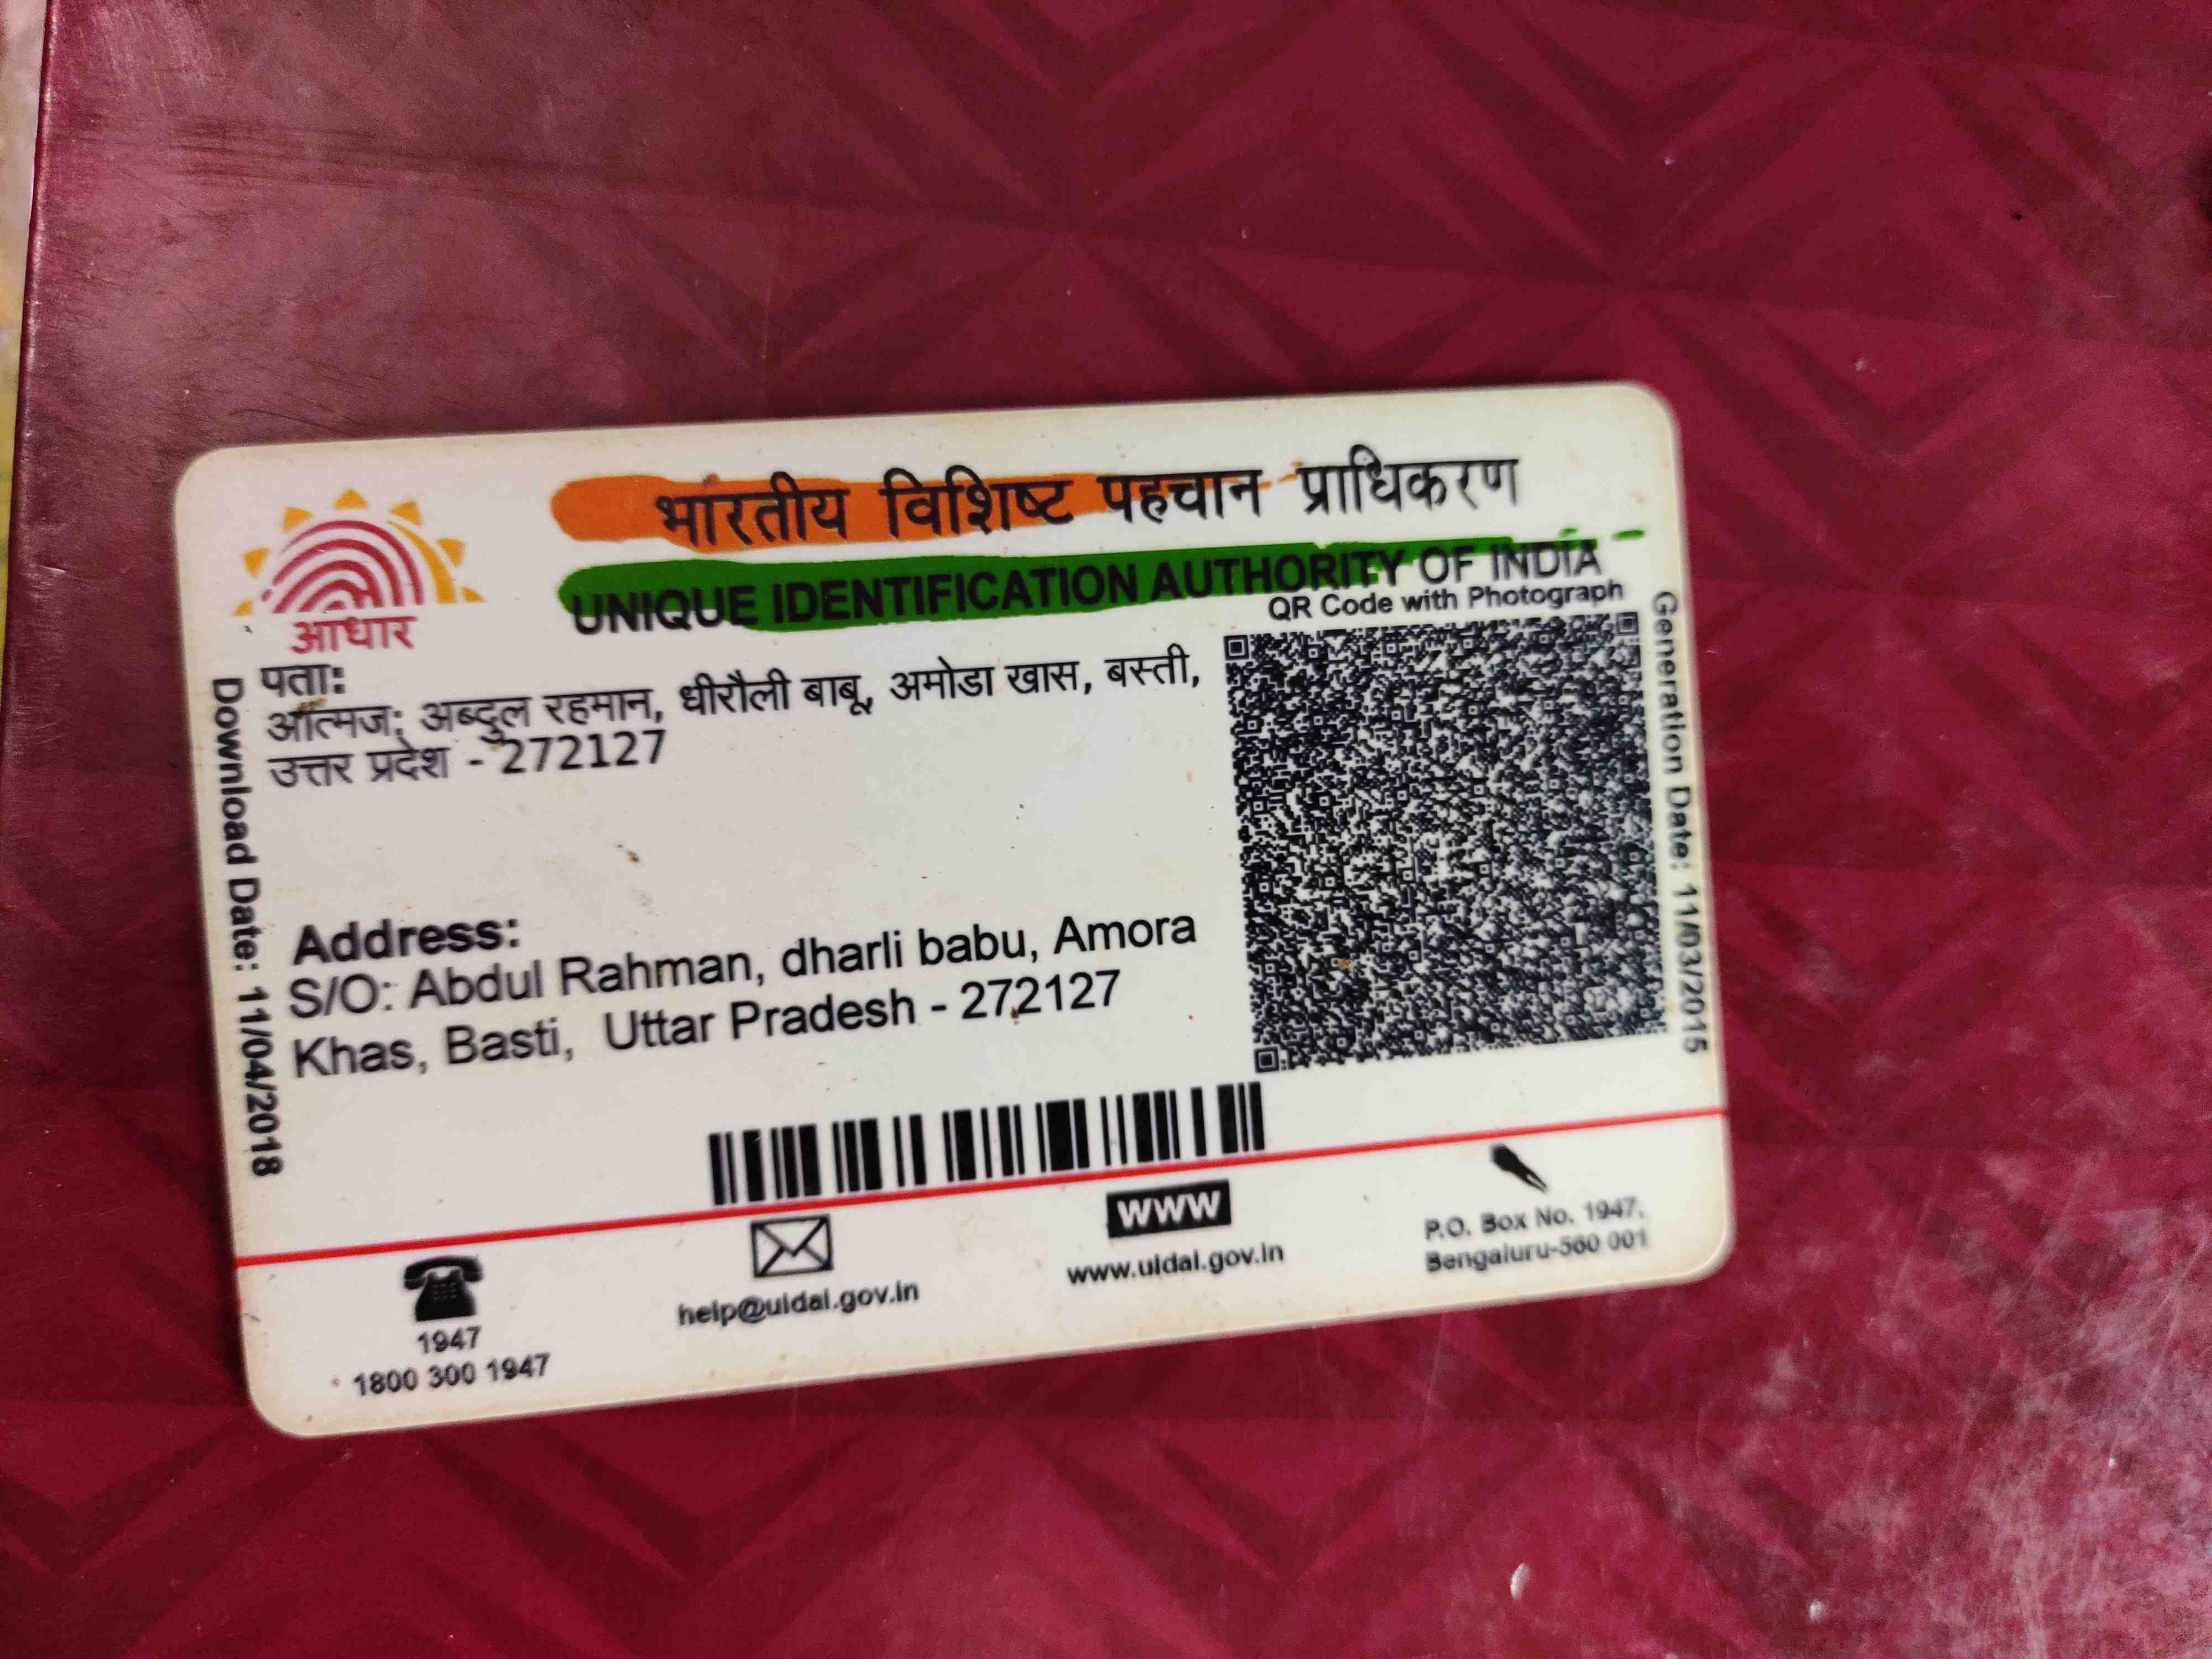 भारतीय विशिष्ट पहचान प्राधिकरण
UNIQUE IDENTIFICATION AUTHORITY OF INDIA
QR Code with Photograph
आधार
पता:
आत्मज: अब्दुल रहमान, धीरौली बाबू, अमोडा खास, बस्ती,
उत्तर प्रदेश - 272127
Address:
S/O: Abdul Rahman, dharli babu, Amora
Khas, Basti, Uttar Pradesh - 272127
Download Date: 11/04/2018
Generation Date: 11/03/2015
1947
1800 300 1947
help@uidai.gov.in
WWW
www.uidai.gov.in
P.O. Box No. 1947,
Bengaluru-560 001